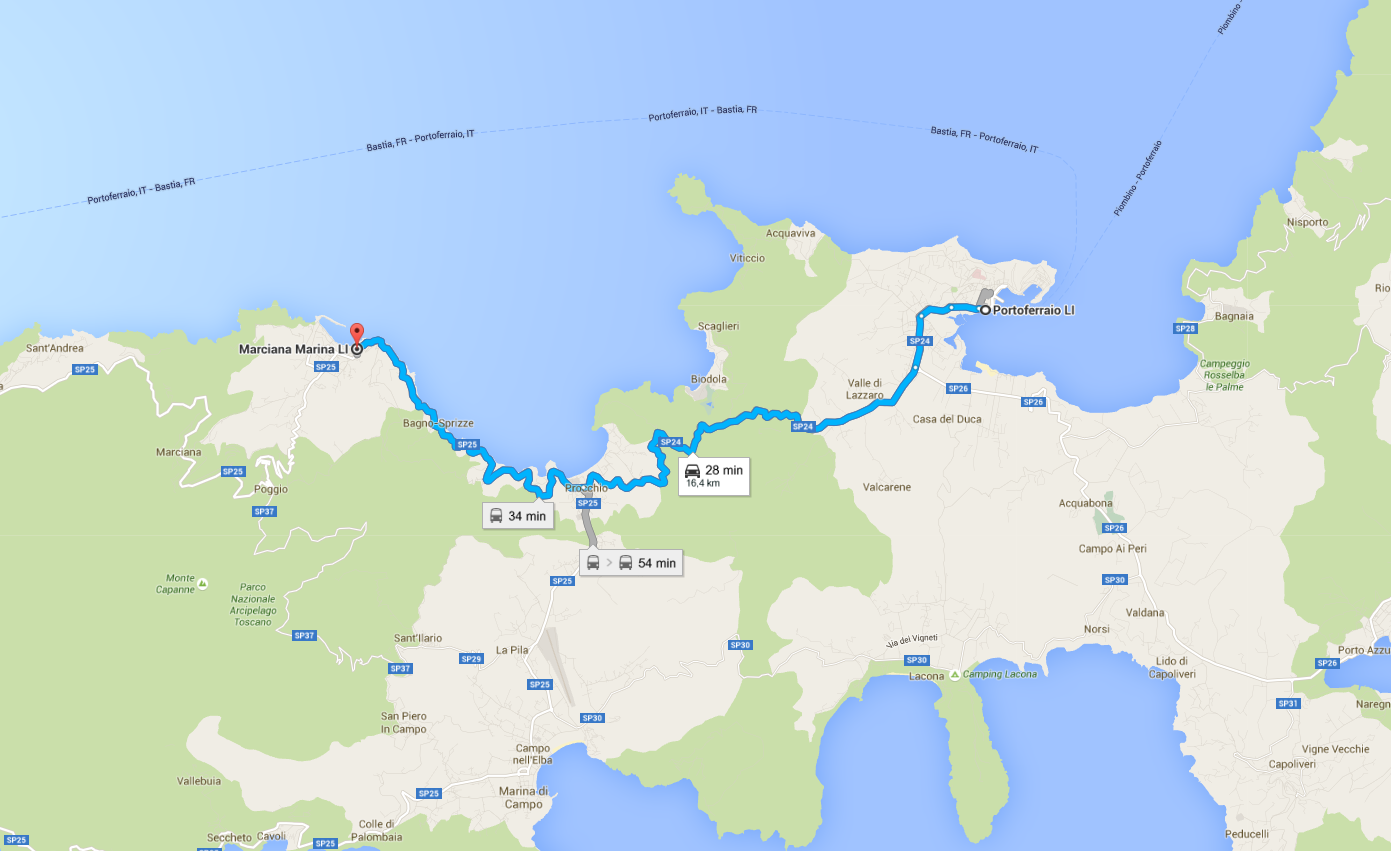 Piombino -
Portoferraio, IT - Bastia, FR
Bastia, FR - Portoferraio, IT
Bastia, FR - Portoferraio, IT
Piombino - Portoferraio
Portoferraio, IT - Bastia, FR
Nisporto
Acquaviva
Viticcio
Rio
Portoferraio LI
Bagnaia
SP28
Scaglieri
SP24
Marciana Marina LI
Sant'Andrea
SP25
SP25
Campeggio
Rosselba
le Palme
Biodola
Valle di
Lazzaro
SP26
SP26
Casa del Duca
Bagno-Sprizze
SP24
SP24
SP25
Marciana
SP25
Poggio
28 min
16,4 km
Procchio
SP25
Valcarene
SP37
34 min
Acquabona
SP26
Campo Ai Peri
54 min
SP25
SP30
Monte
Capanne
Parco
Nazionale
Arcipelago
Toscano
Valdana
Norsi
SP37
Sant'Ilario
La Pila
SP29
SP30
Via dei Vigneti
SP30
SP37
Lacona
Camping Lacona
Lido di
Capoliveri
SP26
Porto Azzu
SP25
SP31
Naregn
San Piero
In Campo
SP30
Campo
nell'Elba
Vigne Vecchie
Capoliveri
Vallebuia
SP25
Marina di
Campo
Colle di
Palombaia
Seccheto
Cavoli
SP25
SP25
Peducelli